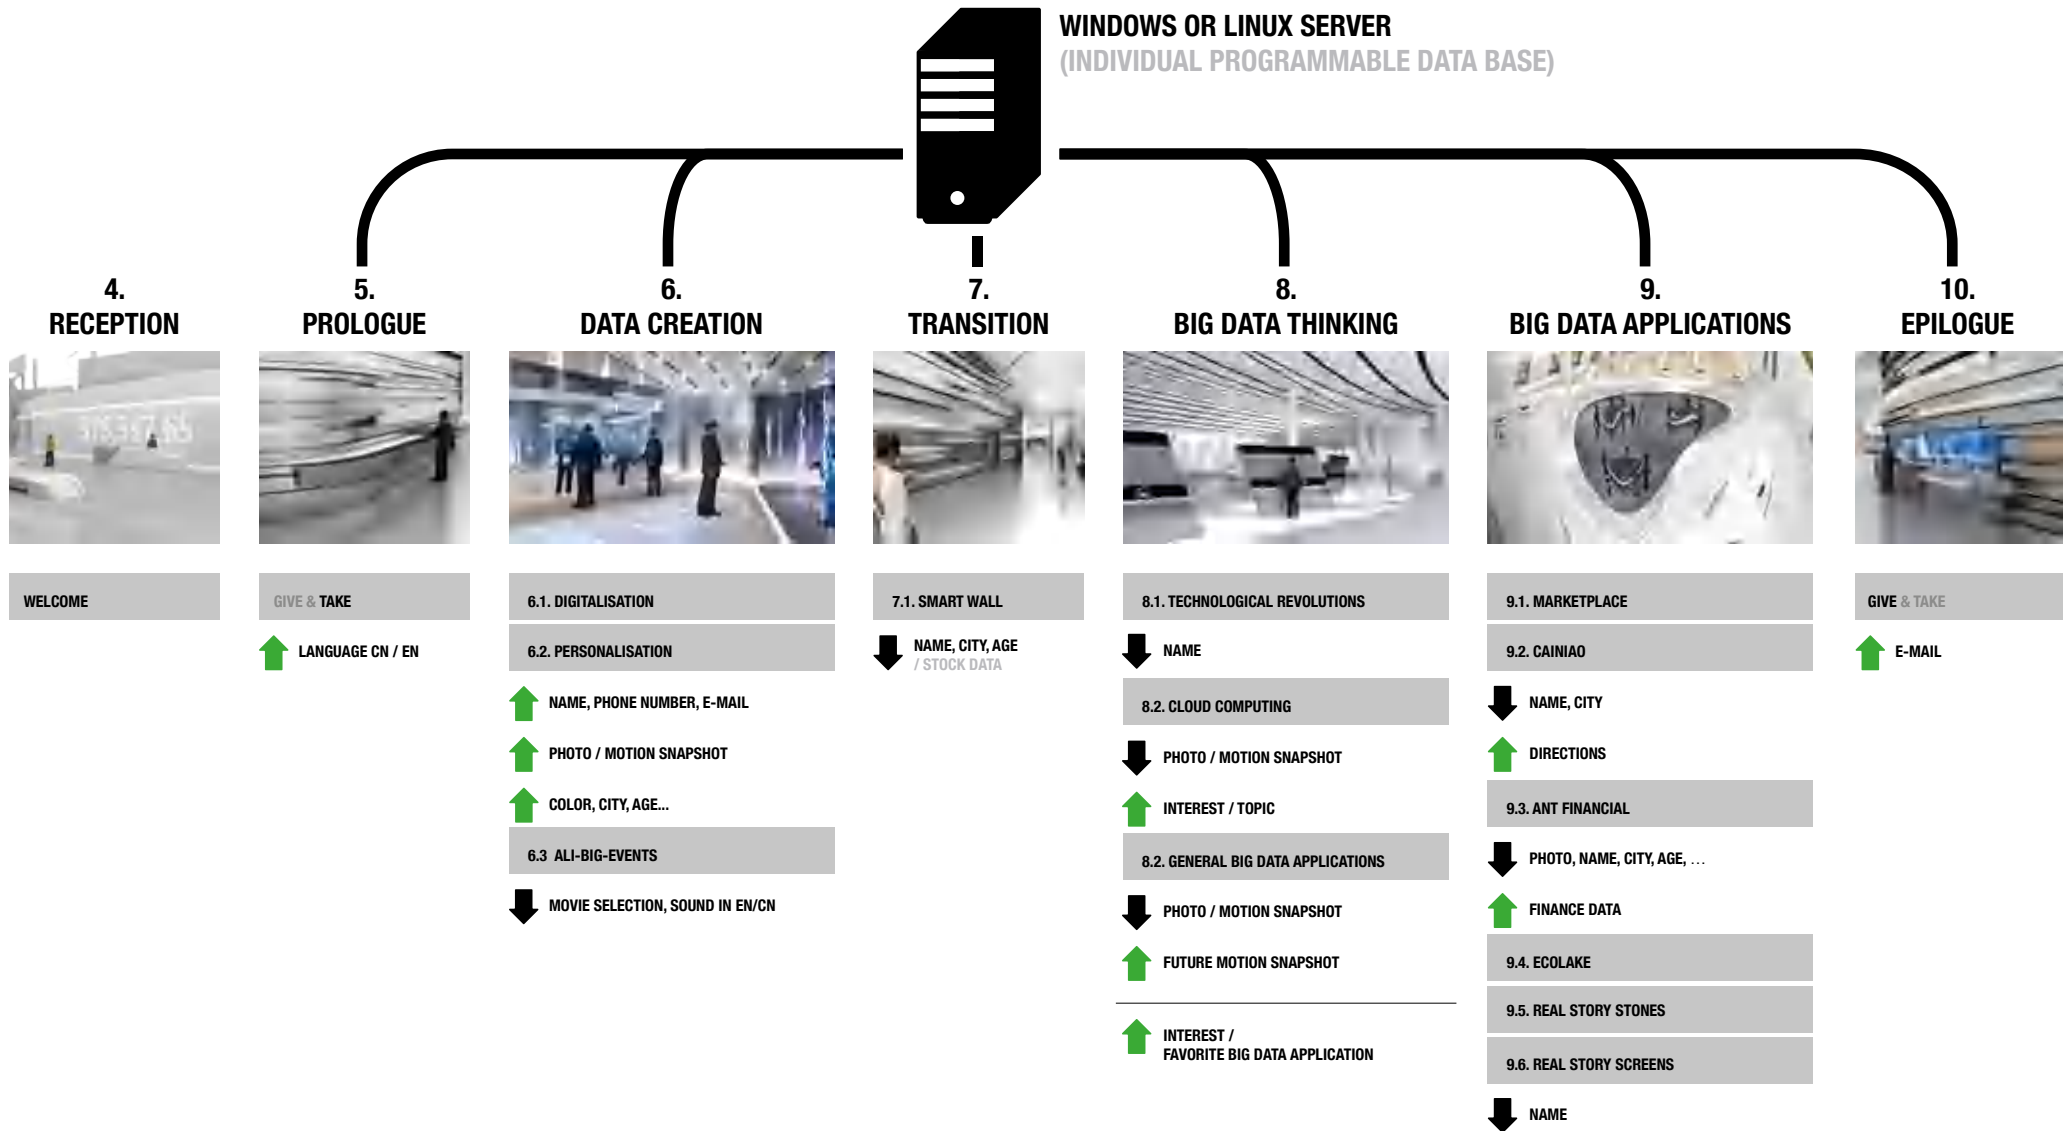 WINDOWS OR LINUX SERVER
(INDIVIDUAL PROGRAMMABLE DATA BASE)
4.
RECEPTION
WELCOME
5.
PROLOGUE
GIVE & TAKE
LANGUAGE CN / EN
6.
DATA CREATION
6.1. DIGITALISATION
6.2. PERSONALISATION
NAME, PHONE NUMBER, E-MAIL
PHOTO / MOTION SNAPSHOT
COLOR, CITY, AGE...
6.3 ALI-BIG-EVENTS
MOVIE SELECTION, SOUND IN EN/CN
7.
TRANSITION
7.1. SMART WALL
NAME, CITY, AGE
/ STOCK DATA
8.
BIG DATA THINKING
8.1. TECHNOLOGICAL REVOLUTIONS
NAME
8.2. CLOUD COMPUTING
PHOTO / MOTION SNAPSHOT
INTEREST / TOPIC
8.2. GENERAL BIG DATA APPLICATIONS
PHOTO / MOTION SNAPSHOT
FUTURE MOTION SNAPSHOT
INTEREST /
FAVORITE BIG DATA APPLICATION
9.
BIG DATA APPLICATIONS
9.1. MARKETPLACE
9.2. CAINIAO
NAME, CITY
DIRECTIONS
9.3. ANT FINANCIAL
PHOTO, NAME, CITY, AGE, ...
FINANCE DATA
9.4. ECOLAKE
9.5. REAL STORY STONES
9.6. REAL STORY SCREENS
NAME
10.
EPILOGUE
GIVE & TAKE
E-MAIL